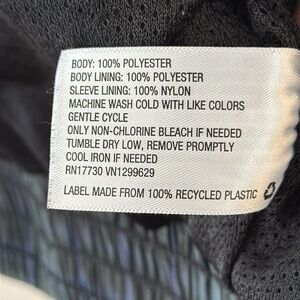 BODY: 100% POLYESTER
BODY LINING: 100% POLYESTER
SLEEVE LINING: 100% NYLON
MACHINE WASH COLD WITH LIKE COLORS
GENTLE CYCLE
ONLY NON-CHLORINE BLEACH IF NEEDED
TUMBLE DRY LOW, REMOVE PROMPTLY
COOL IRON IF NEEDED
RN17730 VN1299629
LABEL MADE FROM 100% RECYCLED PLASTIC